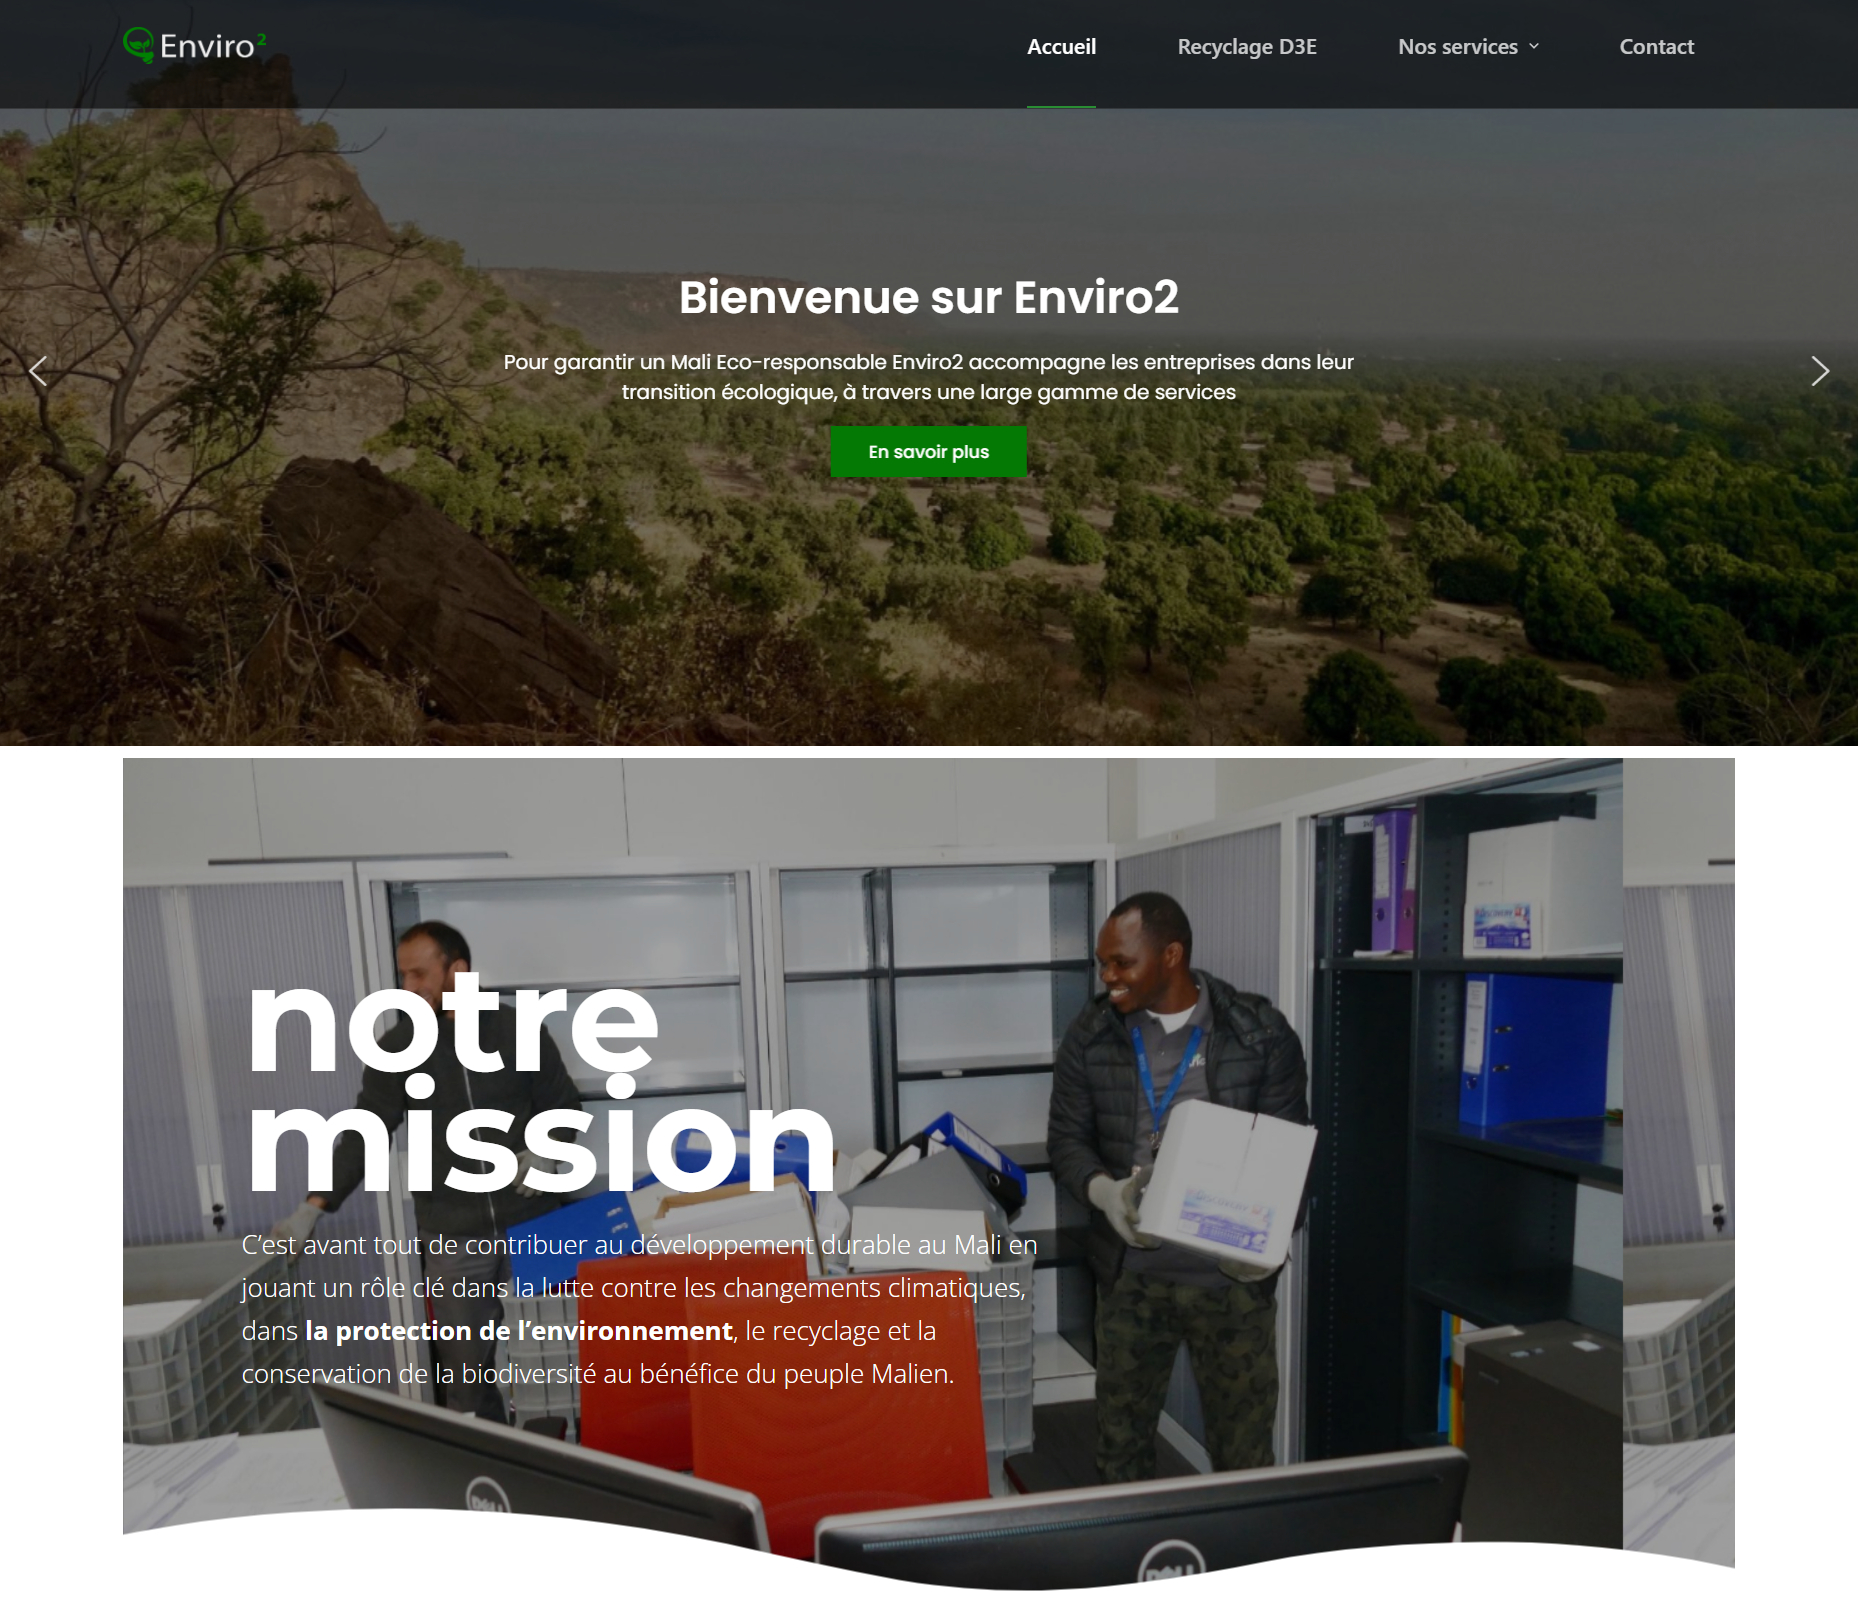 Enviro²
Accueil
Recyclage D3E
Nos services
Contact
Bienvenue sur Enviro2
Pour garantir un Mali Eco-responsable Enviro2 accompagne les entreprises dans leur
transition écologique, à travers une large gamme de services
En savoir plus
notre
mission
C’est avant tout de contribuer au développement durable au Mali en
jouant un rôle clé dans la lutte contre les changements climatiques,
dans la protection de l’environnement, le recyclage et la
conservation de la biodiversité au bénéfice du peuple Malien.
DELL
DELL